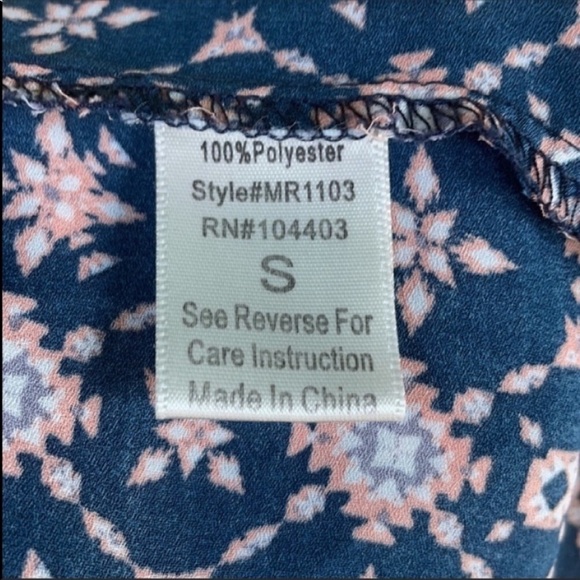 100%Polyester
Style#MR1103
RN#104403
S
See Reverse For
Care Instruction
Made In China